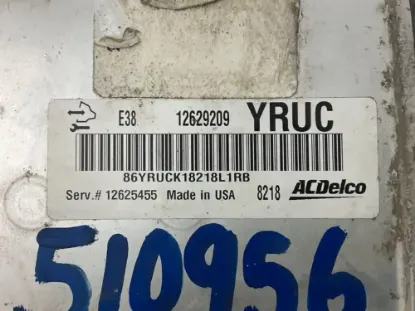 E38 12629209 YRUC
86YRUCK18218L1RB
Serv.# 12625455 Made in USA 8218 ACDelco
510956